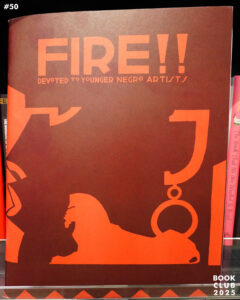 #50
FIRE!!
DEVOTED TO YOUNGER NEGRO ARTISTS
BOOK
CLUB
2025